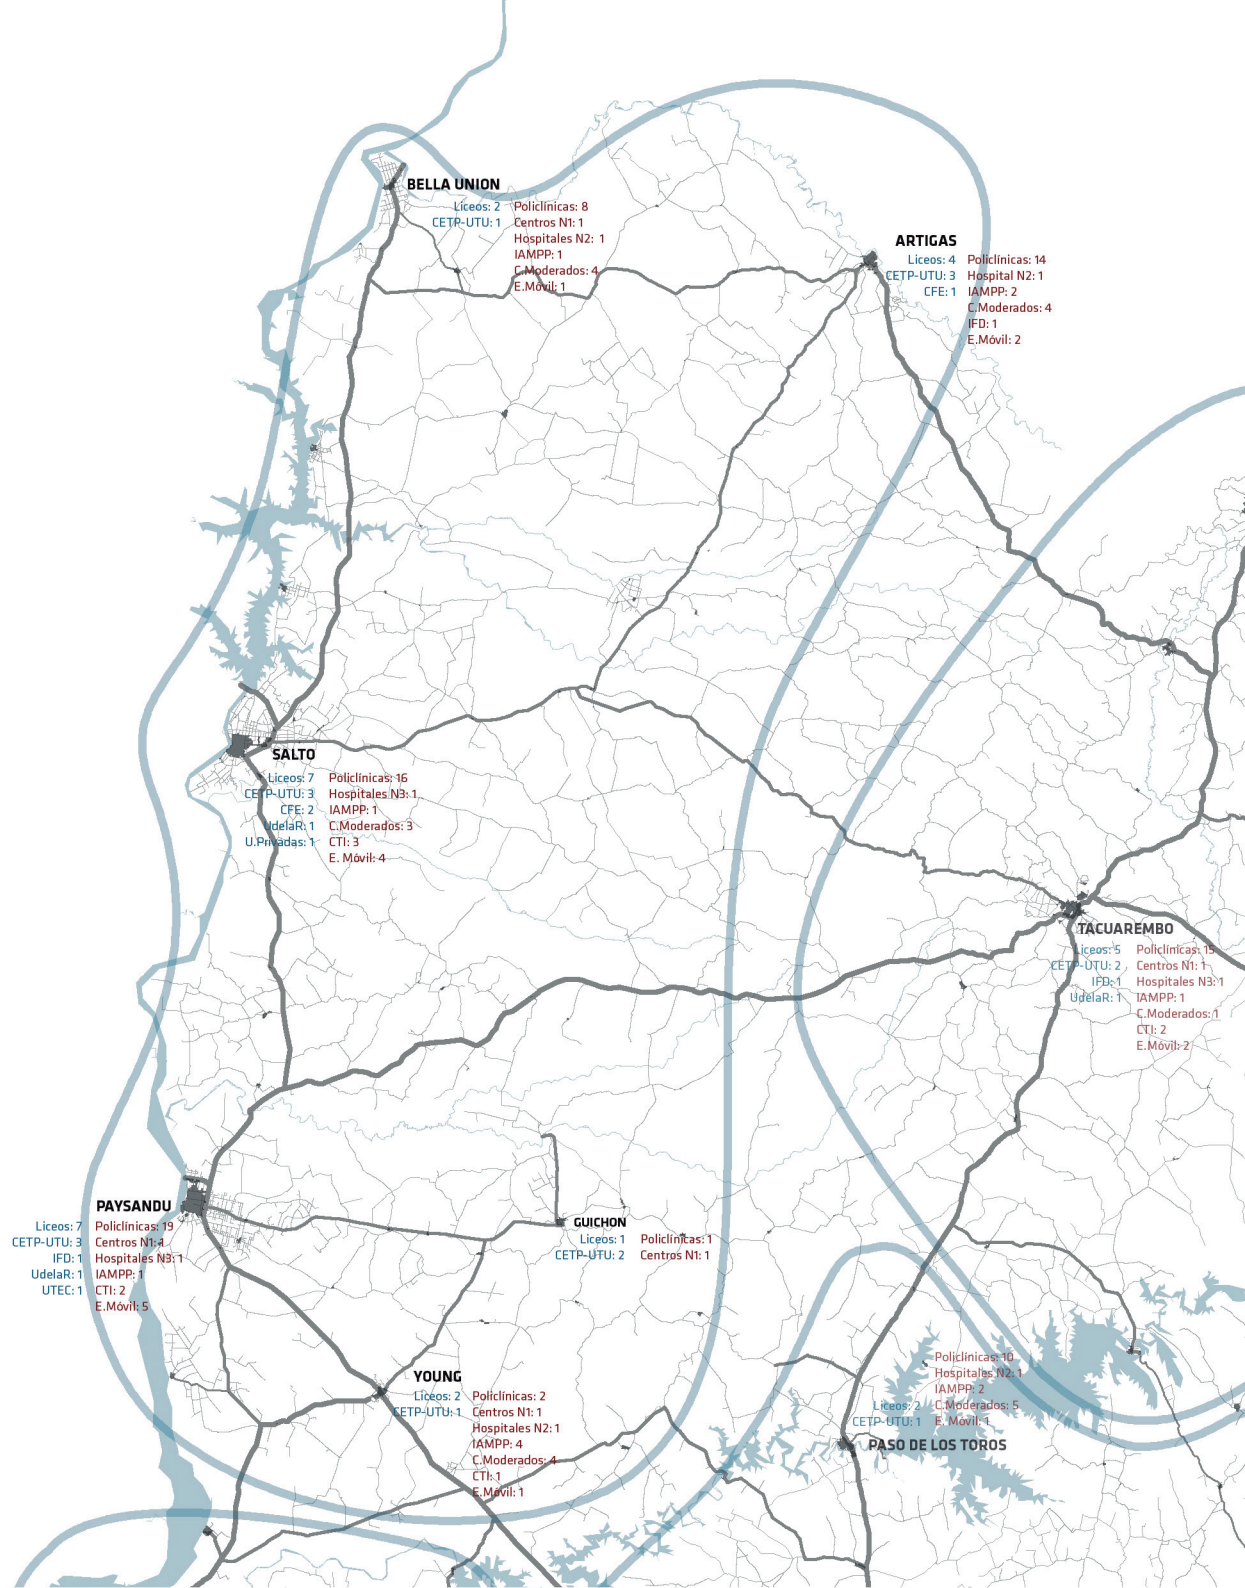 BELLA UNION
Liceos: 2
CETP-UTU: 1
Policlínicas: 8
Centros N1: 1
Hospitales N2: 1
IAMPP: 1
C.Moderados: 4
E.Móvil: 1
ARTIGAS
Liceos: 4
CETP-UTU: 3
CFE: 1
Policlínicas: 14
Hospital N2: 1
IAMPP: 2
C.Moderados: 4
IFD: 1
E.Móvil: 2
SALTO
Liceos: 7
CETP-UTU: 3
CFE: 2
UdelaR: 1
U.Privadas: 1
Policlínicas: 16
Hospitales N3: 1
IAMPP: 1
C.Moderados: 3
CTI: 3
E. Móvil: 4
TACUAREMBO
Liceos: 5
CETP-UTU: 2
IFD: 1
UdelaR: 1
Policlínicas: 15
Centros N1: 1
Hospitales N3: 1
IAMPP: 1
C.Moderados: 1
CTI: 2
E.Móvil: 2
PAYSANDU
Liceos: 7
CETP-UTU: 3
IFD: 1
UdelaR: 1
UTEC: 1
Policlínicas: 19
Centros N1: 1
Hospitales N3: 1
IAMPP: 1
CTI: 2
E.Móvil: 5
GUICHON
Liceos: 1
CETP-UTU: 2
Policlínicas: 1
Centros N1: 1
YOUNG
Liceos: 2
CETP-UTU: 1
Policlínicas: 2
Centros N1: 1
Hospitales N2: 1
IAMPP: 4
C.Moderados: 4
CTI: 1
E.Móvil: 1
Policlínicas: 10
Hospitales N2: 1
IAMPP: 2
C.Moderados: 5
E. Móvil: 1
Liceos: 2
CETP-UTU: 1
PASO DE LOS TOROS